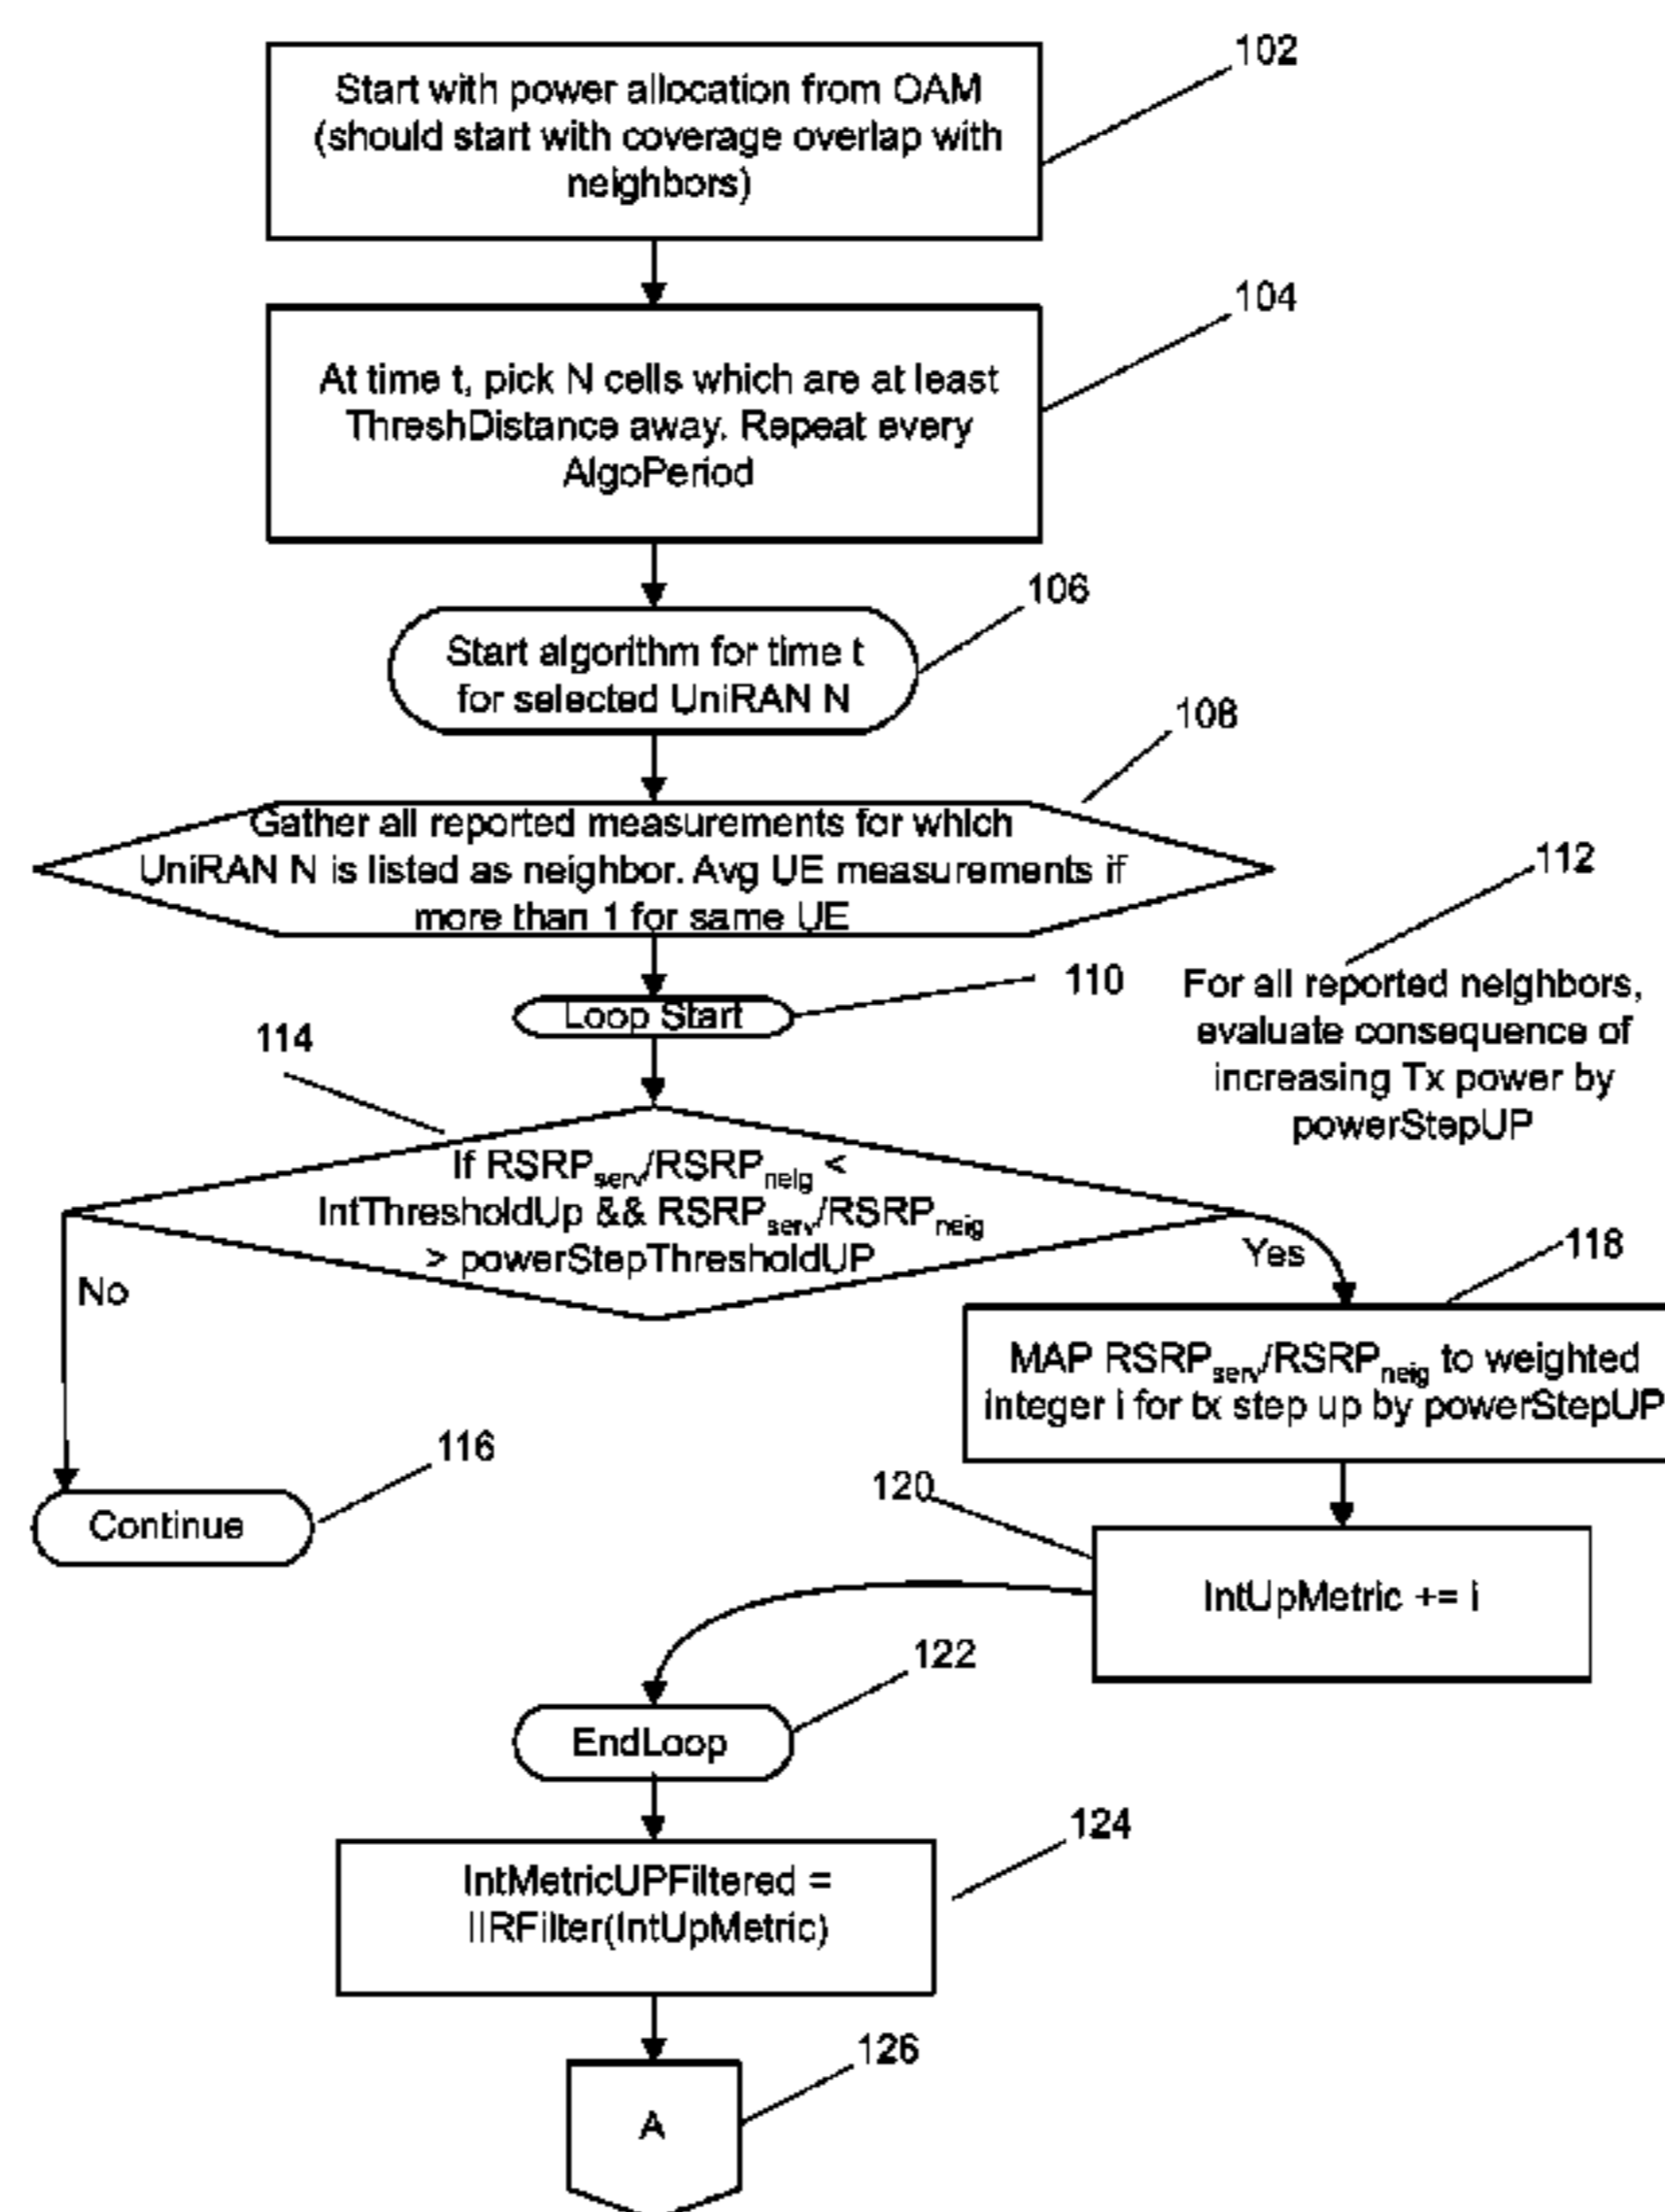 102
Start with power allocation from OAM
(should start with coverage overlap with
neighbors)
104
At time t, pick N cells which are at least
ThreshDistance away. Repeat every
AlgoPeriod
106
Start algorithm for time t
for selected UniRAN N
108
Gather all reported measurements for which
UniRAN N is listed as neighbor. Avg UE measurements if
more than 1 for same UE
112
110
Loop Start
For all reported neighbors,
evaluate consequence of
increasing Tx power by
powerStepUP
114
If RSRPserv/RSRPneig <
IntThresholdUp && RSRPserv/RSRPneig
> powerStepThresholdUP
Yes
No
118
MAP RSRPserv/RSRPneig to weighted
integer i for tx step up by powerStepUP
116
Continue
120
IntUpMetric += i
122
EndLoop
124
IntMetricUPFiltered =
IIRFilter(IntUpMetric)
126
A